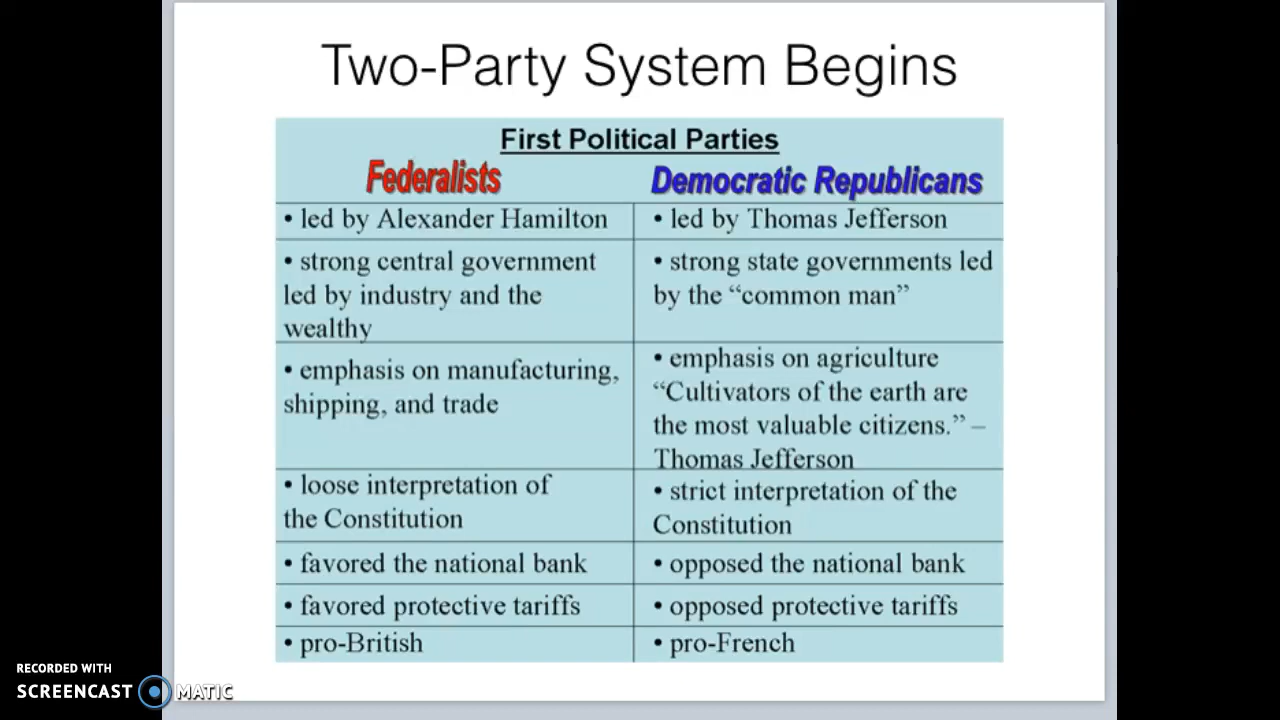 Two-Party System Begins
First Political Parties
Federalists
Democratic Republicans
• led by Alexander Hamilton
• led by Thomas Jefferson
• strong central government
led by industry and the
wealthy
• strong state governments led
by the “common man”
• emphasis on manufacturing,
shipping, and trade
• emphasis on agriculture
“Cultivators of the earth are
the most valuable citizens.” –
Thomas Jefferson
• loose interpretation of
the Constitution
• strict interpretation of the
Constitution
• favored the national bank
• opposed the national bank
• favored protective tariffs
• opposed protective tariffs
• pro-British
• pro-French
RECORDED WITH
SCREENCAST MATIC